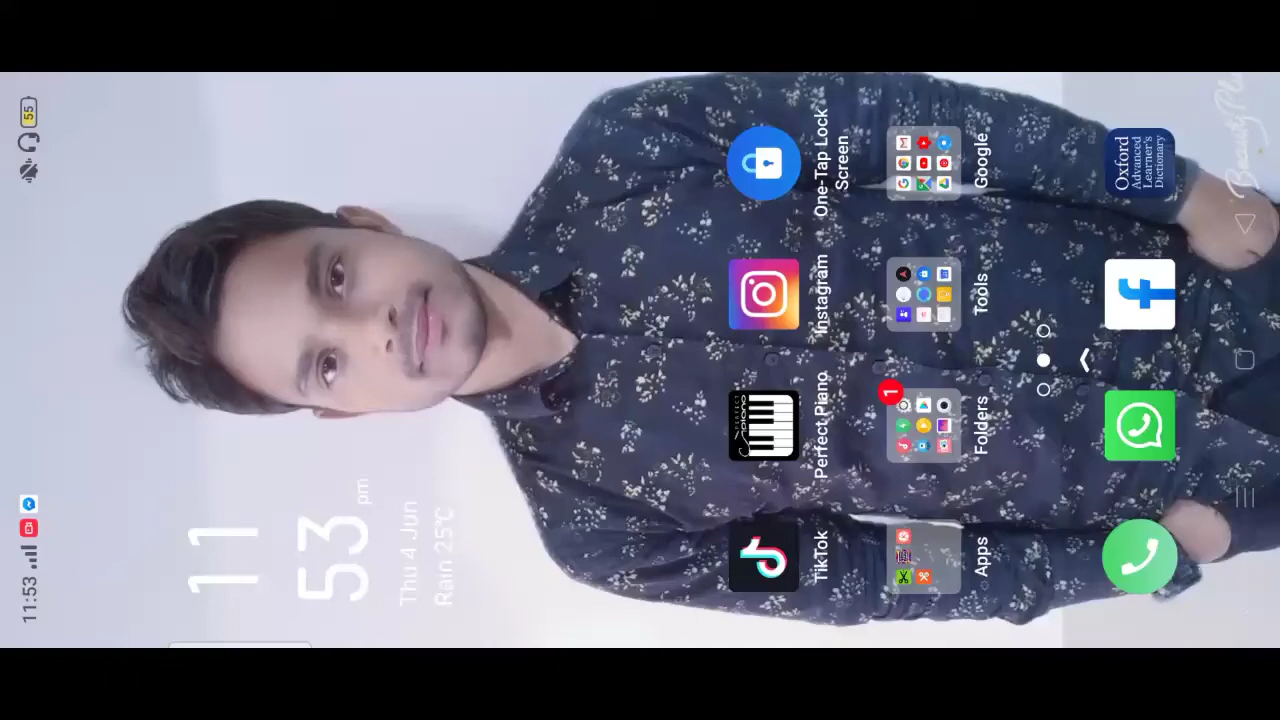 11:53
55
11
53 pm
Thu 4 Jun
Rain 25°C
TikTok
Perfect Piano
Instagram
One-Tap Lock
Screen
Apps
Folders
1
Tools
Google
Oxford
Advanced
Learner's
Dictionary